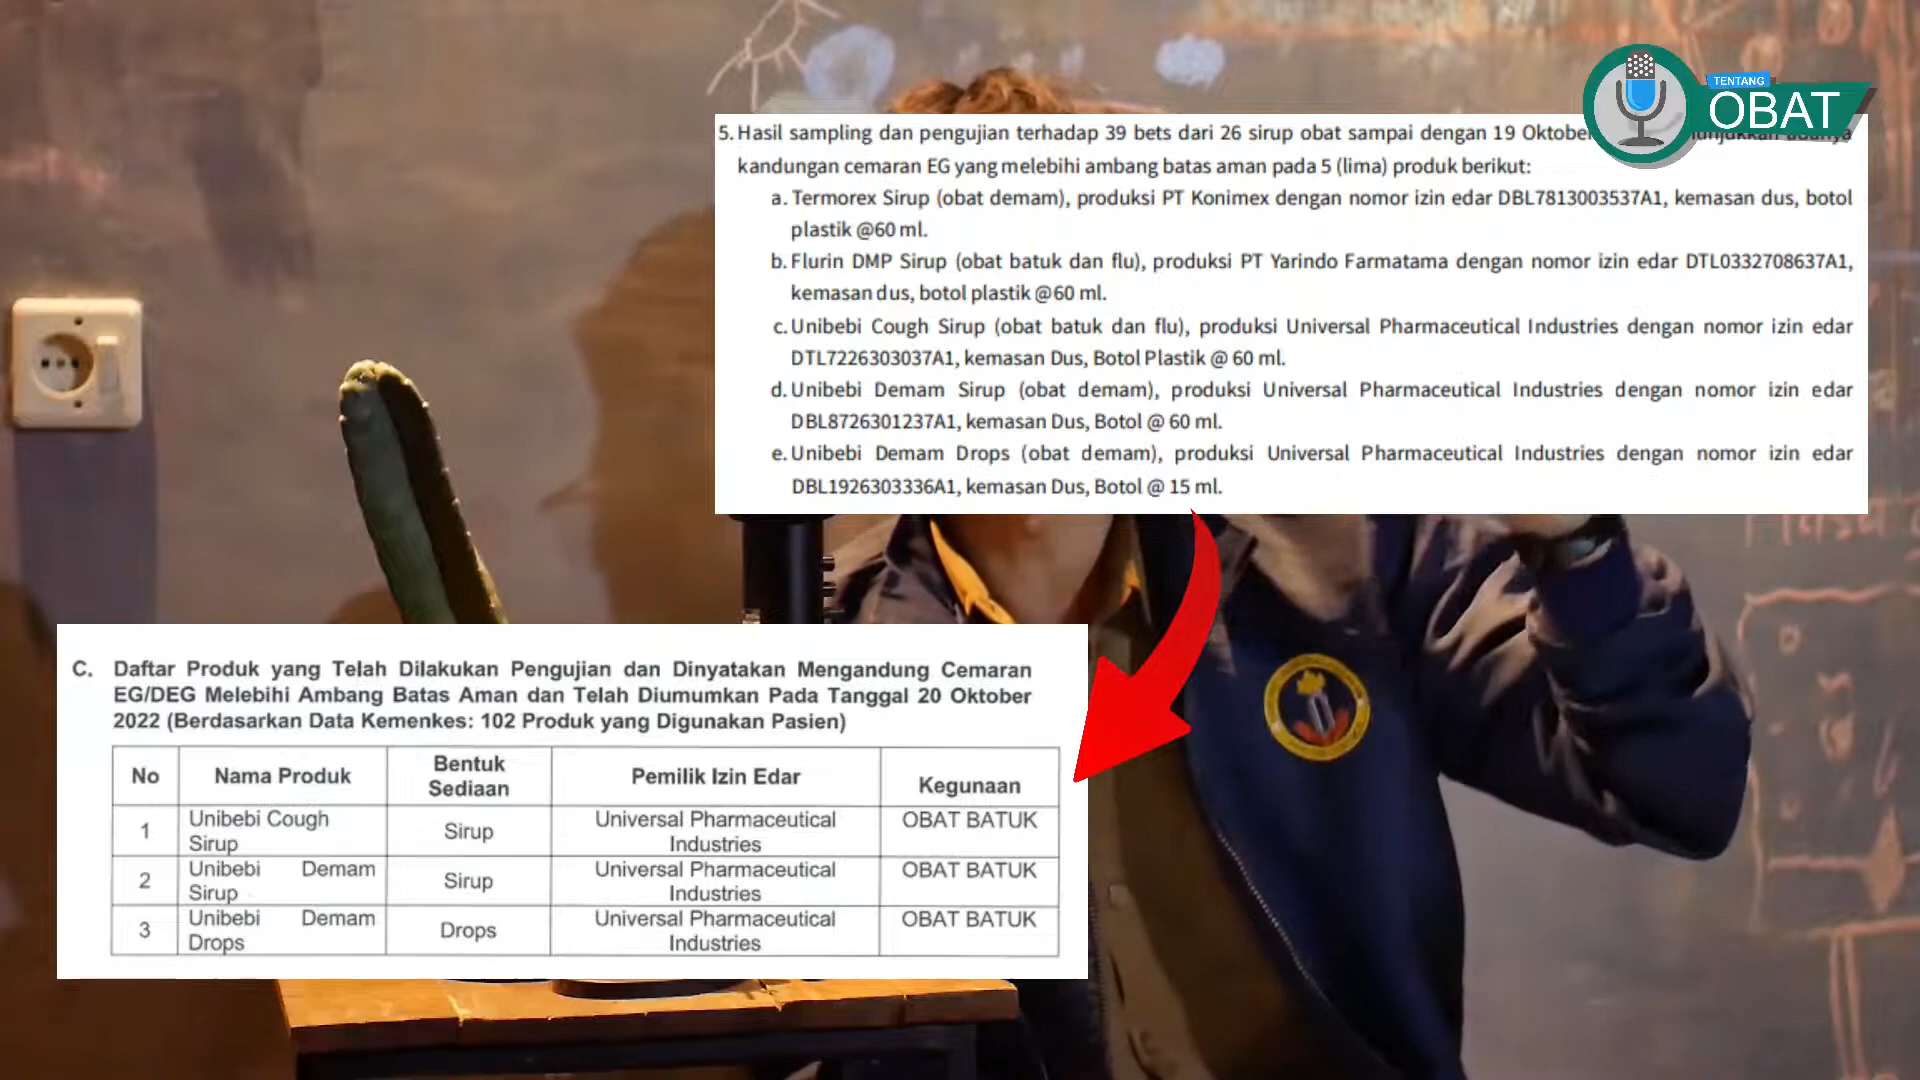 TENTANG
OBAT
5. Hasil sampling dan pengujian terhadap 39 bets dari 26 sirup obat sampai dengan 19 Oktober
kandungan cemaran EG yang melebihi ambang batas aman pada 5 (lima) produk berikut:
a. Termorex Sirup (obat demam), produksi PT Konimex dengan nomor izin edar DBL7813003537A1, kemasan dus, botol
plastik @60 ml.
b. Flurin DMP Sirup (obat batuk dan flu), produksi PT Yarindo Farmatama dengan nomor izin edar DTL0332708637A1,
kemasan dus, botol plastik @60 ml.
c. Unibebi Cough Sirup (obat batuk dan flu), produksi Universal Pharmaceutical Industries dengan nomor izin edar
DTL7226303037A1, kemasan Dus, Botol Plastik @ 60 ml.
d. Unibebi Demam Sirup (obat demam), produksi Universal Pharmaceutical Industries dengan nomor izin edar
DBL8726301237A1, kemasan Dus, Botol @ 60 ml.
e. Unibebi Demam Drops (obat demam), produksi Universal Pharmaceutical Industries dengan nomor izin edar
DBL1926303336A1, kemasan Dus, Botol @ 15 ml.
C. Daftar Produk yang Telah Dilakukan Pengujian dan Dinyatakan Mengandung Cemaran
EG/DEG Melebihi Ambang Batas Aman dan Telah Diumumkan Pada Tanggal 20 Oktober
2022 (Berdasarkan Data Kemenkes: 102 Produk yang Digunakan Pasien)
No Nama Produk Bentuk Sediaan Pemilik Izin Edar Kegunaan
1 Unibebi Cough Sirup Sirup Universal Pharmaceutical Industries OBAT BATUK
2 Unibebi Demam Sirup Sirup Universal Pharmaceutical Industries OBAT BATUK
3 Unibebi Demam Drops Drops Universal Pharmaceutical Industries OBAT BATUK